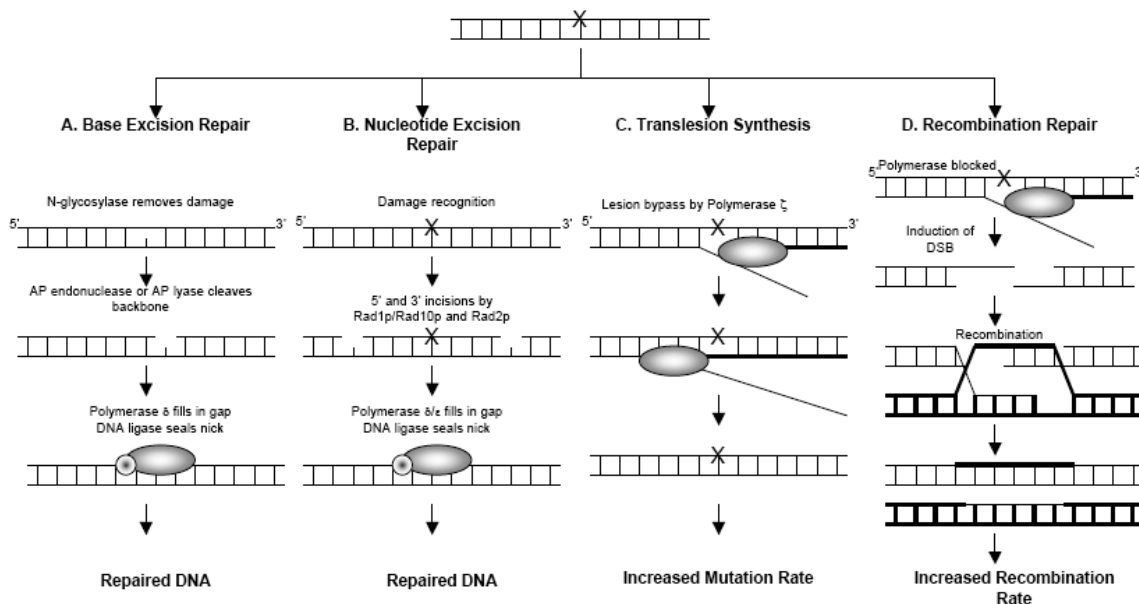 X
A. Base Excision Repair
N-glycosylase removes damage
5'
3'
AP endonuclease or AP lyase cleaves
backbone
Polymerase δ fills in gap
DNA ligase seals nick
Repaired DNA
B. Nucleotide Excision
Repair
Damage recognition
5'
X
3'
5' and 3' incisions by
Rad1p/Rad10p and Rad2p
X
Polymerase δ/ε fills in gap
DNA ligase seals nick
Repaired DNA
C. Translesion Synthesis
Lesion bypass by Polymerase ζ
5'
X
3'
X
X
Increased Mutation Rate
D. Recombination Repair
Polymerase blocked
5'
X
3'
Induction of
DSB
Recombination
Increased Recombination
Rate